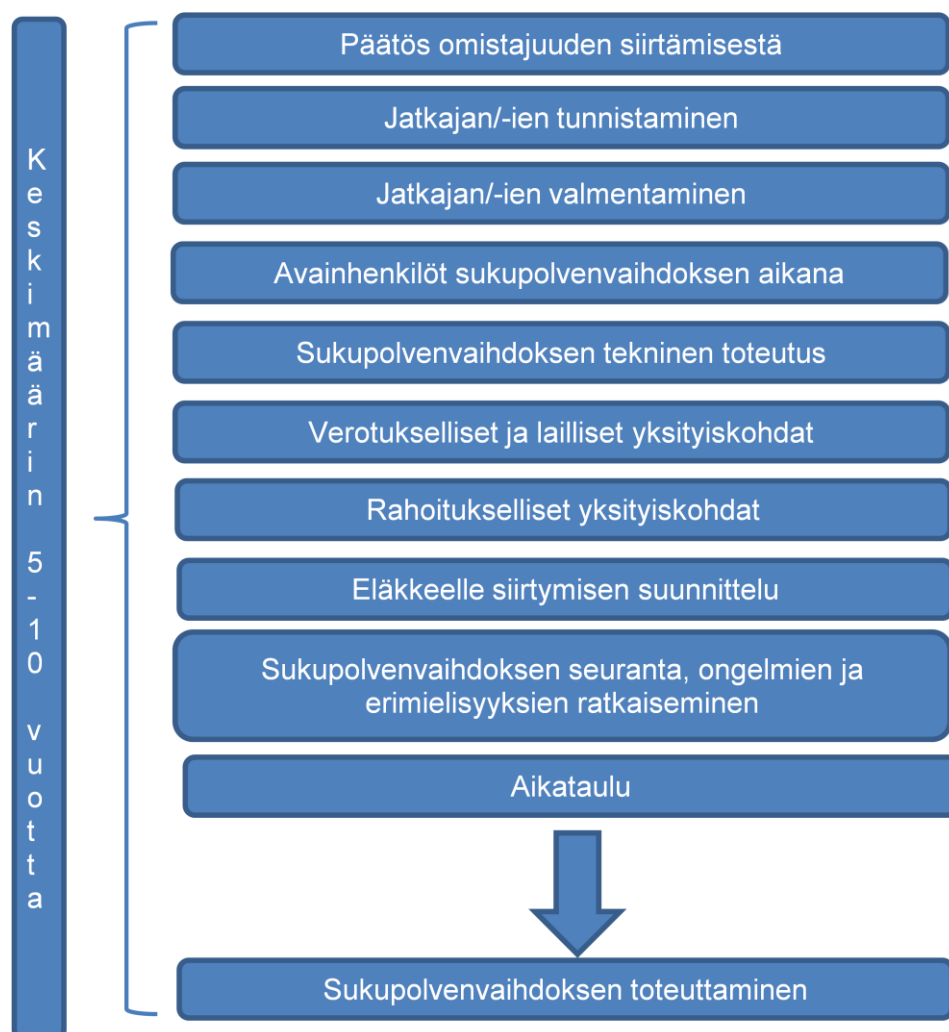 Keskimäärin 5-10 vuotta
Päätös omistajuuden siirtämisestä
Jatkajan/-ien tunnistaminen
Jatkajan/-ien valmentaminen
Avainhenkilöt sukupolvenvaihdoksen aikana
Sukupolvenvaihdoksen tekninen toteutus
Verotukselliset ja lailliset yksityiskohdat
Rahoitukselliset yksityiskohdat
Eläkkeelle siirtymisen suunnittelu
Sukupolvenvaihdoksen seuranta, ongelmien ja
erimielisyyksien ratkaiseminen
Aikataulu
Sukupolvenvaihdoksen toteuttaminen